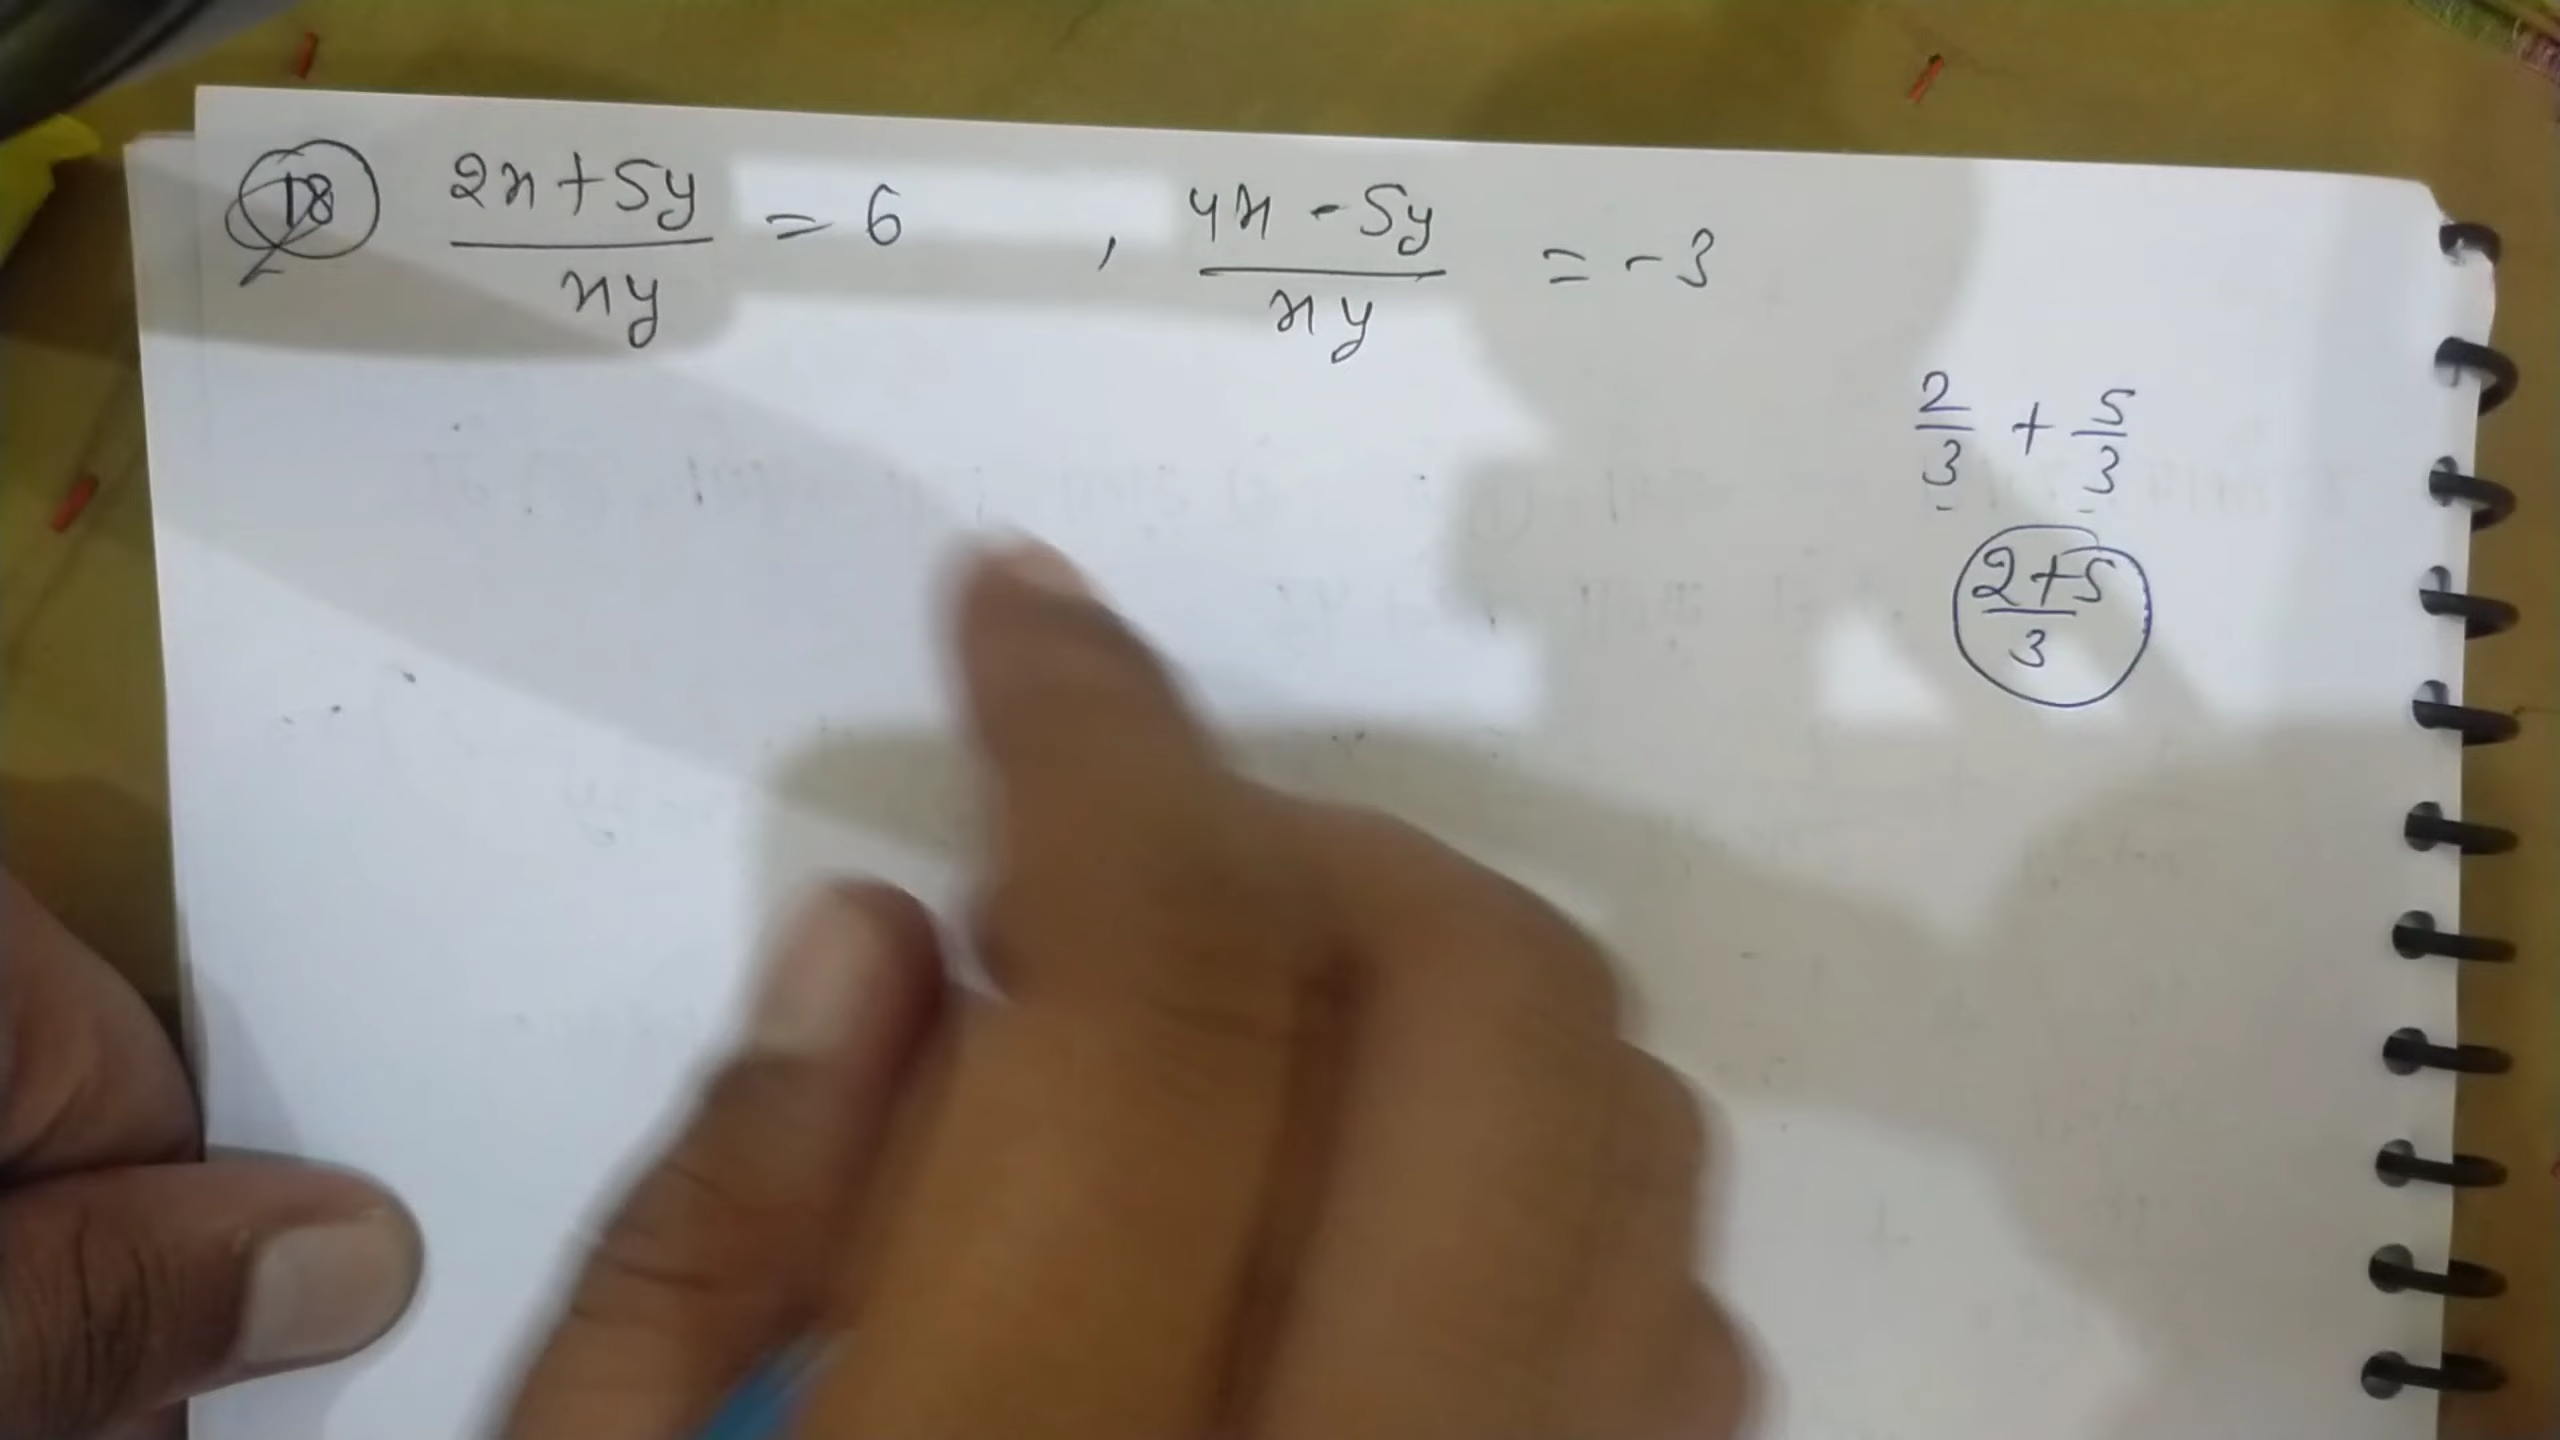 18 2x+5y/xy = 6 , 4x-5y/xy = -3
2/3 + 5/3
2+5/3